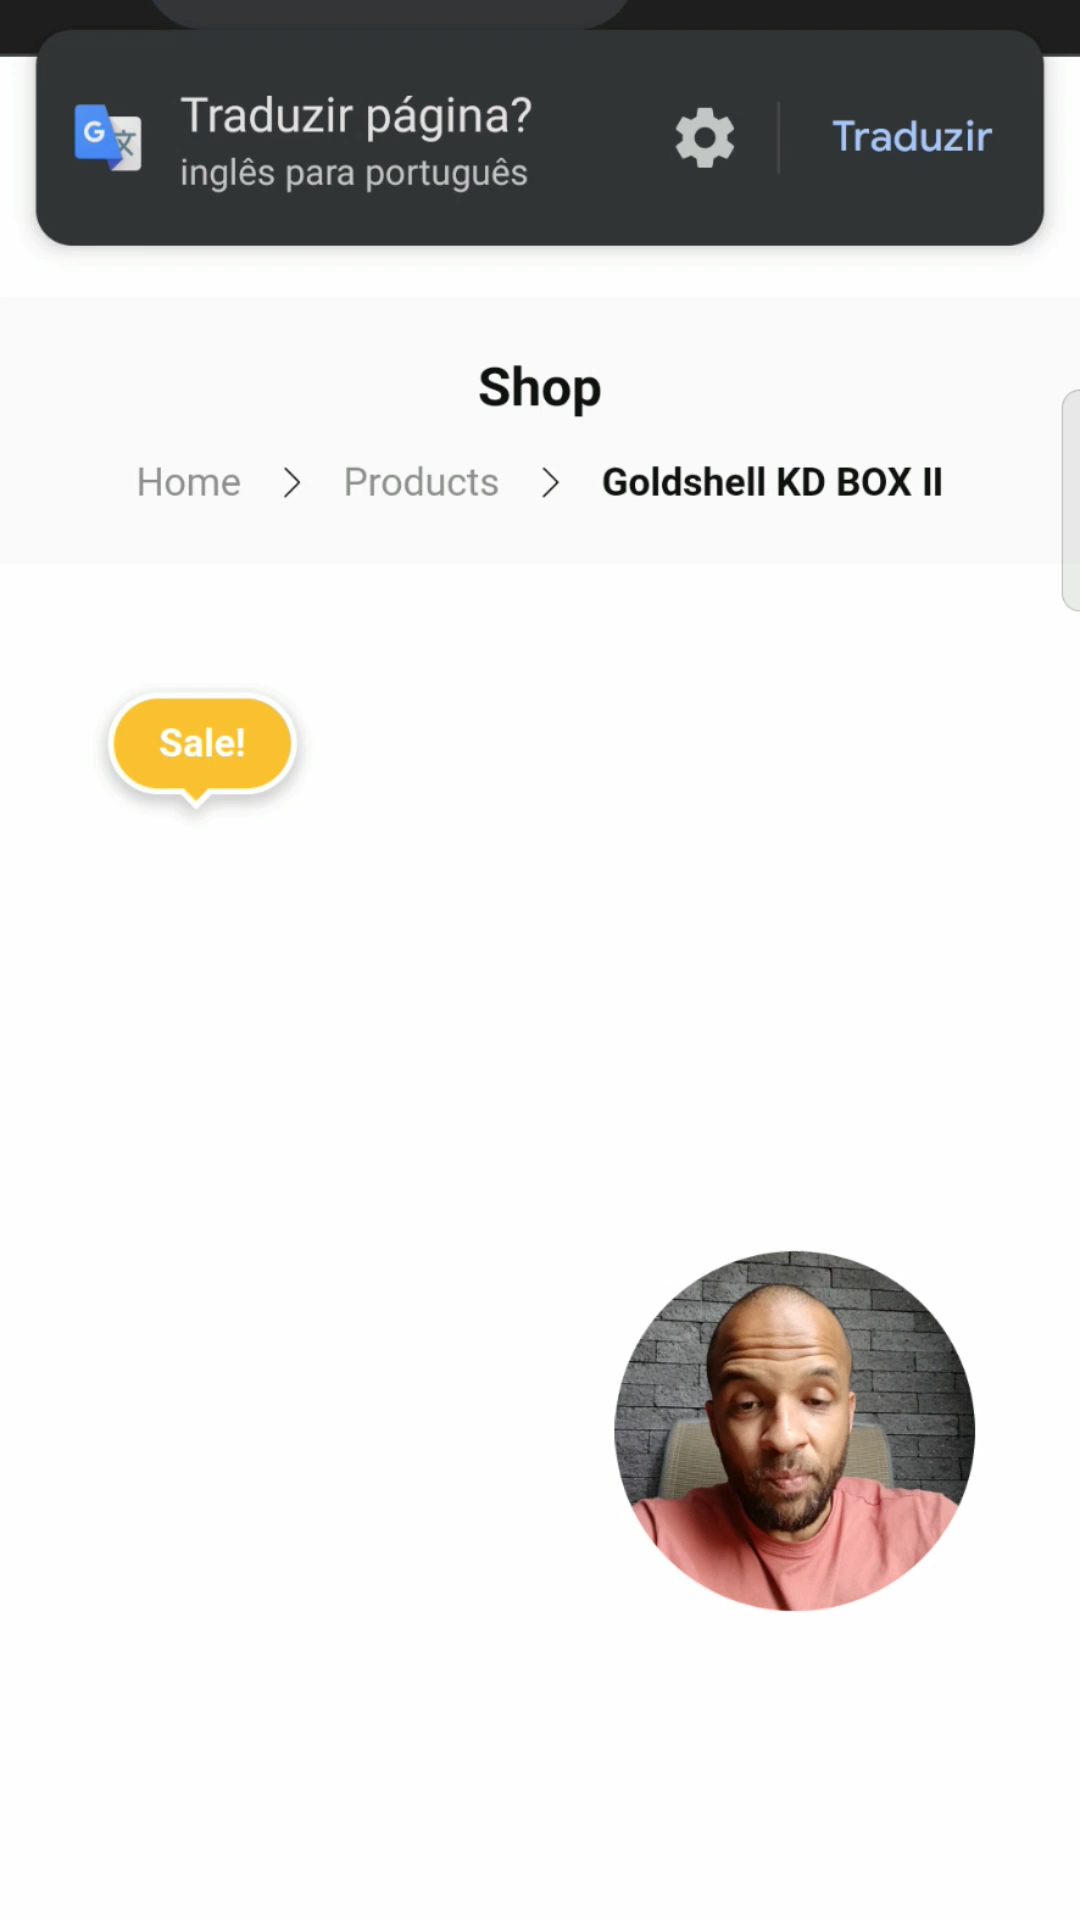 Traduzir página?
inglês para português
Traduzir
Shop
Home > Products > Goldshell KD BOX II
Sale!